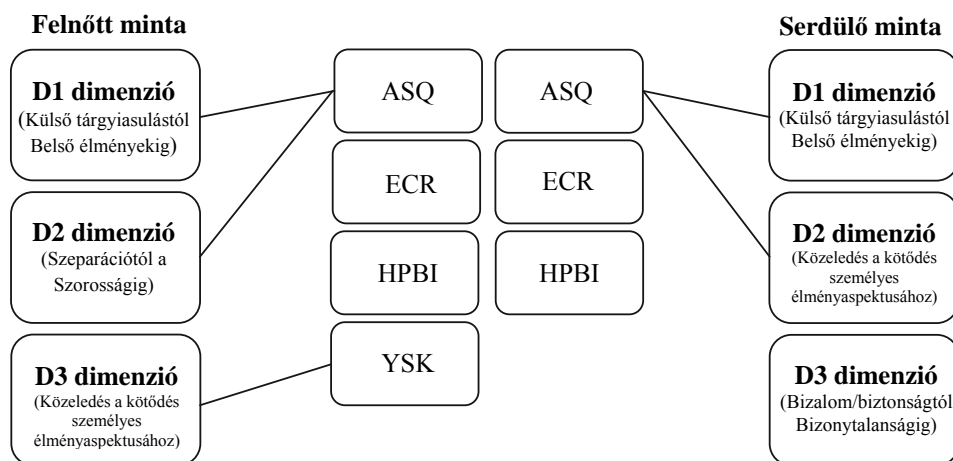 Felnőtt minta
D1 dimenzió
(Külső tárgyiasulástól
Belső élményekig)
D2 dimenzió
(Szeparációtól a
Szorosságig)
D3 dimenzió
(Közeledés a kötődés
személyes
élményaspektusához)
ASQ
ECR
HPBI
YSK
ASQ
ECR
HPBI
Serdülő minta
D1 dimenzió
(Külső tárgyiasulástól
Belső élményekig)
D2 dimenzió
(Közeledés a kötődés
személyes
élményaspektusához)
D3 dimenzió
(Bizalom/biztonságtól
Bizonytalanságig)